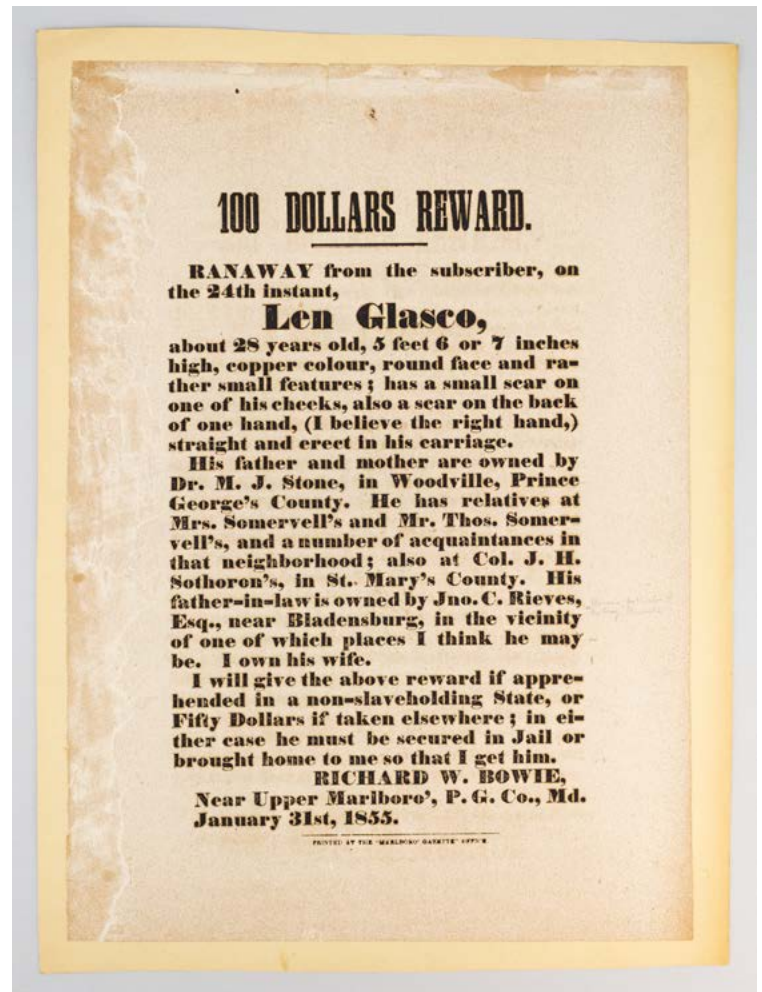 100 DOLLARS REWARD.
RANAWAY from the subscriber, on
the 24th instant,
Len Glasco,
about 28 years old, 5 feet 6 or 7 inches
high, copper colour, round face and ra-
ther small features; has a small scar on
one of his cheeks, also a scar on the back
of one hand, (I believe the right hand,)
straight and erect in his carriage.
His father and mother are owned by
Dr. M. J. Stone, in Woodville, Prince
George's County. He has relatives at
Mrs. Somervell's and Mr. Thos. Somer-
vell's, and a number of acquaintances in
that neighborhood; also at Col. J. H.
Sothoron's, in St. Mary's County. His
father-in-law is owned by Jno. C. Rieves,
Esq., near Bladensburg, in the vicinity
of one of which places I think he may
be. I own his wife.
I will give the above reward if appre-
hended in a non-slaveholding State, or
Fifty Dollars if taken elsewhere; in ei-
ther case he must be secured in Jail or
brought home to me so that I get him.
RICHARD W. BOWIE,
Near Upper Marlboro', P. G. Co., Md.
January 31st, 1855.
PRINTED AT THE "MARLBORO' GAZETTE" OFFICE